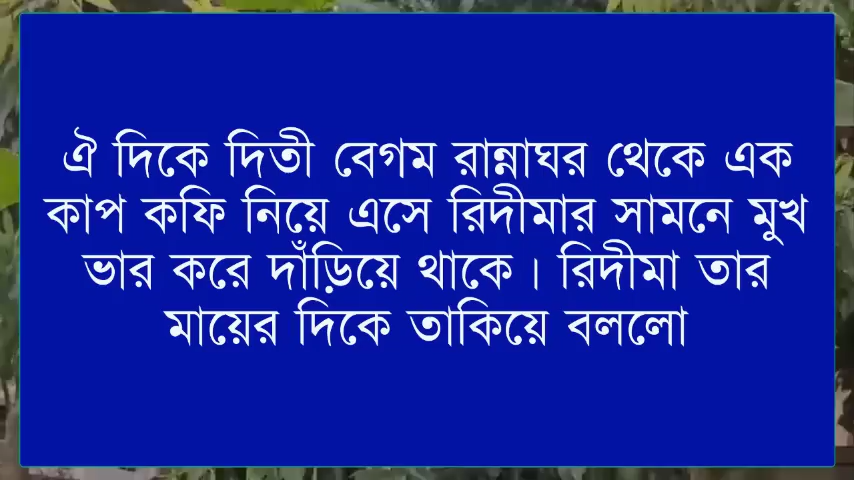 ঐ দিকে দিতী বেগম রান্নাঘর থেকে এক
কাপ কফি নিয়ে এসে রিদীমার সামনে মুখ
ভার করে দাঁড়িয়ে থাকে। রিদীমা তার
মায়ের দিকে তাকিয়ে বললো